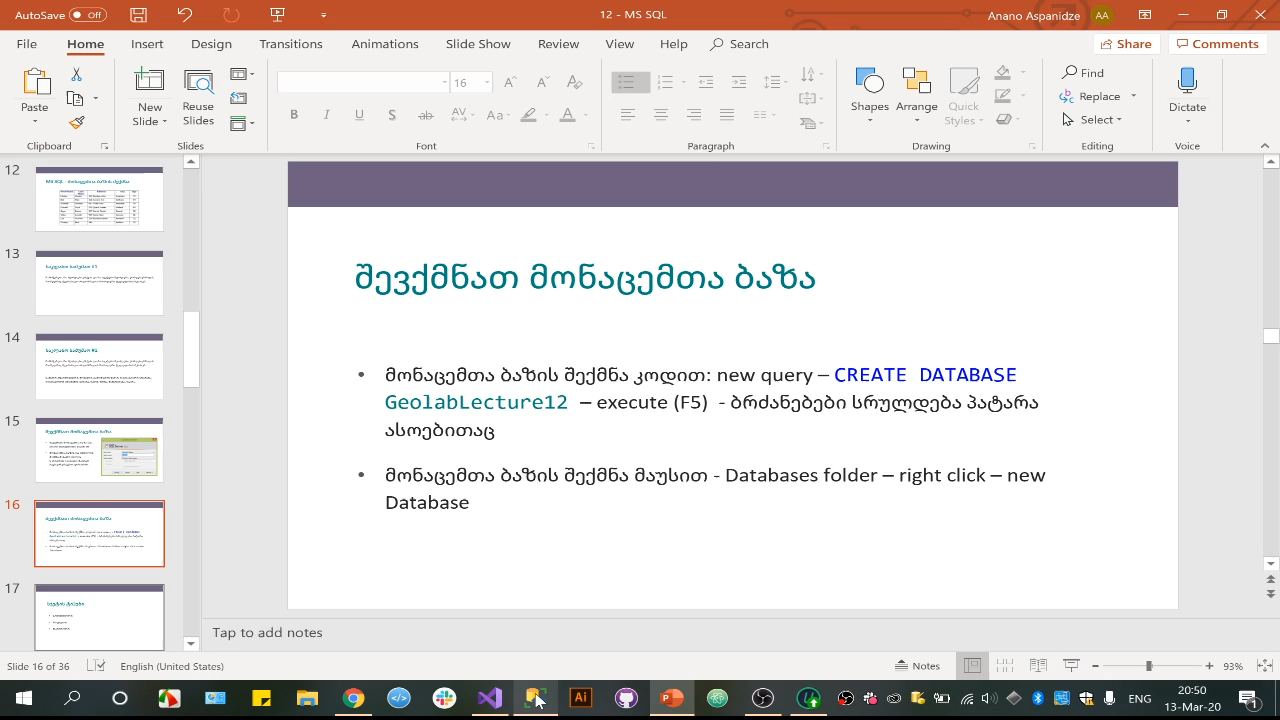 AutoSave Off
12 - MS SQL
Anano Aspanidze
AA
File Home Insert Design Transitions Animations Slide Show Review View Help Search
Share Comments
Paste
New Slide
Reuse Slides
16
Shapes Arrange Quick Styles
Find
Replace
Select
Dictate
Clipboard Slides Font Paragraph Drawing Editing Voice
12
MS SQL
13
14
15
16
17
შევქმნათ მონაცემთა ბაზა
• მონაცემთა ბაზის შექმნა კოდით: new query – CREATE DATABASE
GeolabLecture12 – execute (F5) - ბრძანებები სრულდება პატარა
ასოებითაც
• მონაცემთა ბაზის შექმნა მაუსით - Databases folder – right click – new
Database
Tap to add notes
Slide 16 of 36
English (United States)
Notes
93%
Ai
ENG
20:50
13-Mar-20
1